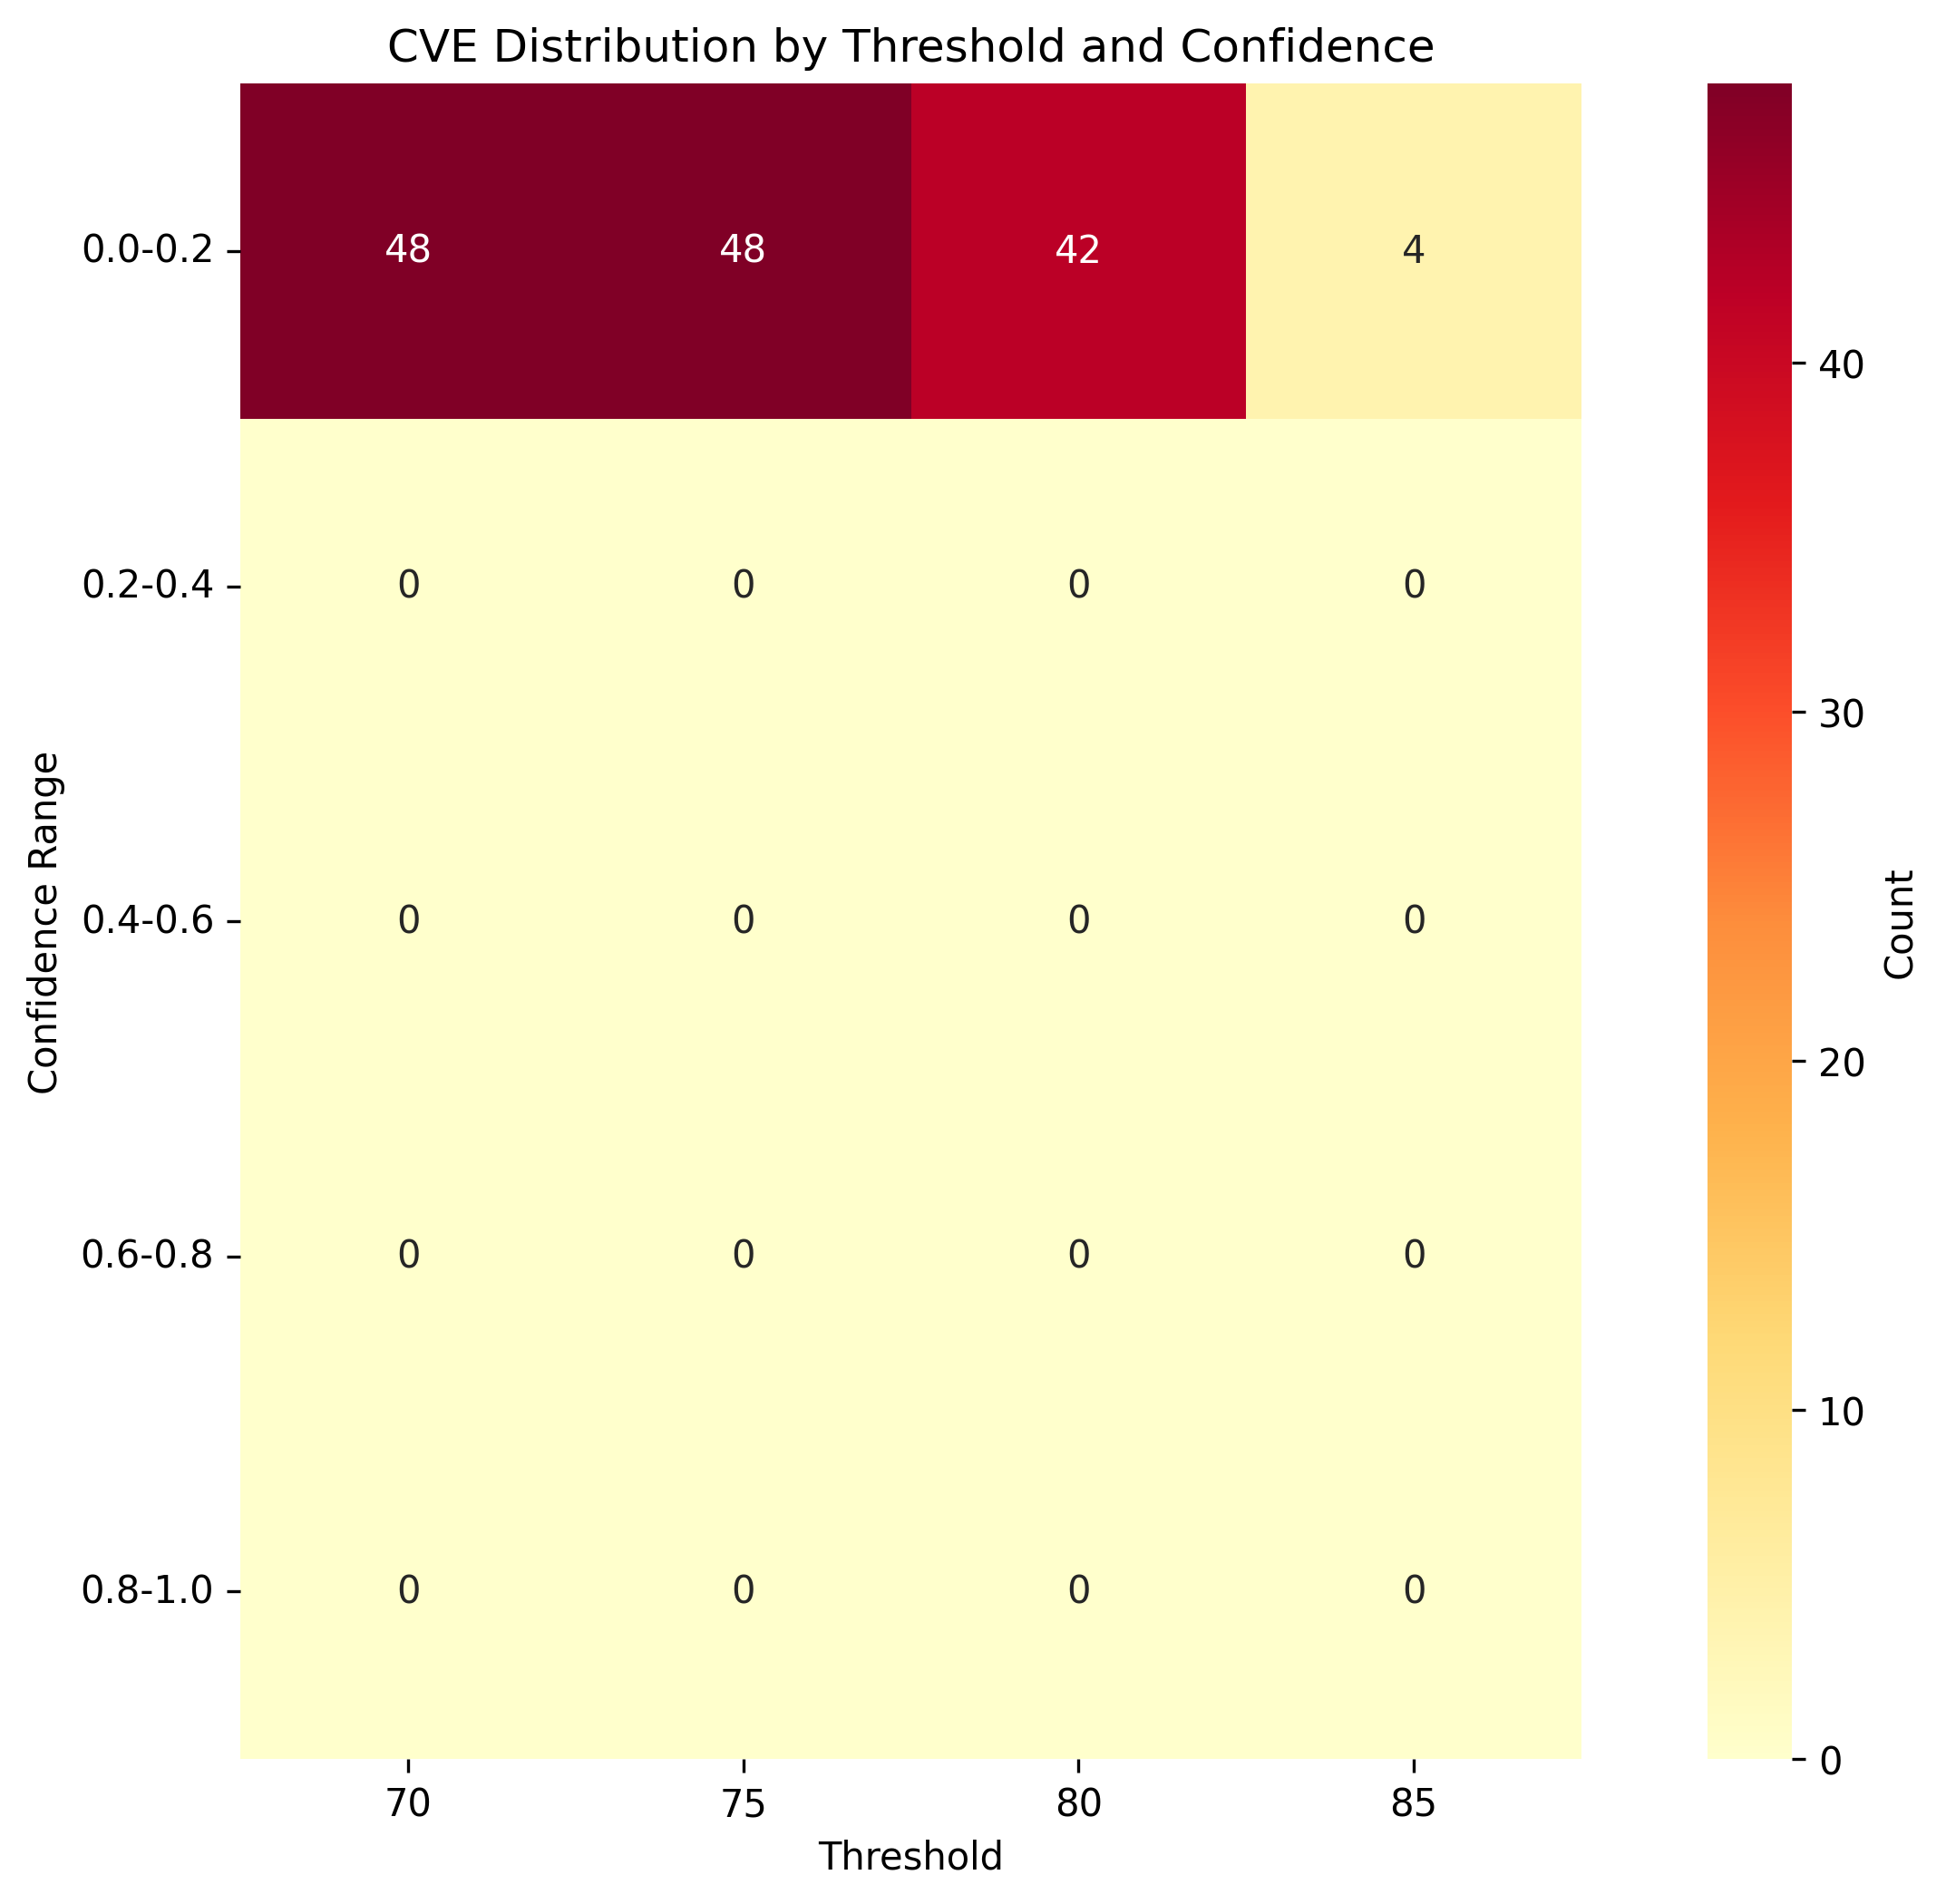 CVE Distribution by Threshold and Confidence
0.0-0.2 48 48 42 4
0.2-0.4 0 0 0 0
0.4-0.6 0 0 0 0
0.6-0.8 0 0 0 0
0.8-1.0 0 0 0 0
70 75 80 85
Threshold
Confidence Range
40
30
20
10
0
Count